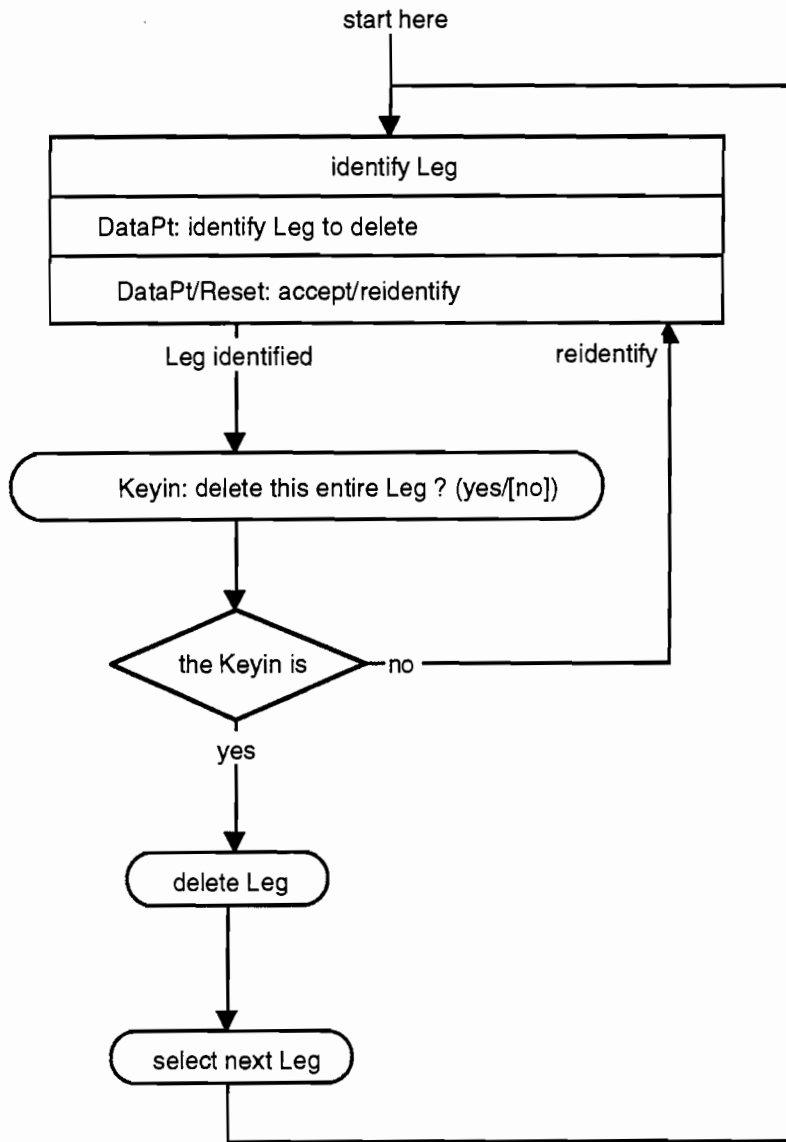 start here
identify Leg
DataPt: identify Leg to delete
DataPt/Reset: accept/reidentify
Leg identified
reidentify
Keyin: delete this entire Leg ? (yes/[no])
the Keyin is
no
yes
delete Leg
select next Leg